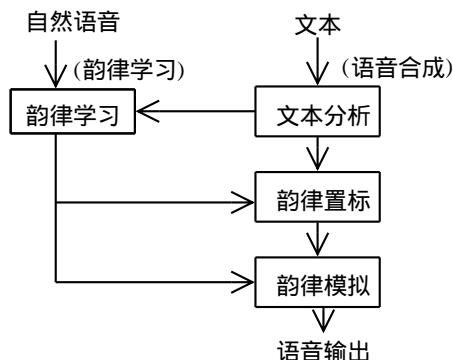 自然语音
文本
(韵律学习)
(语音合成)
韵律学习
文本分析
韵律置标
韵律模拟
语音输出